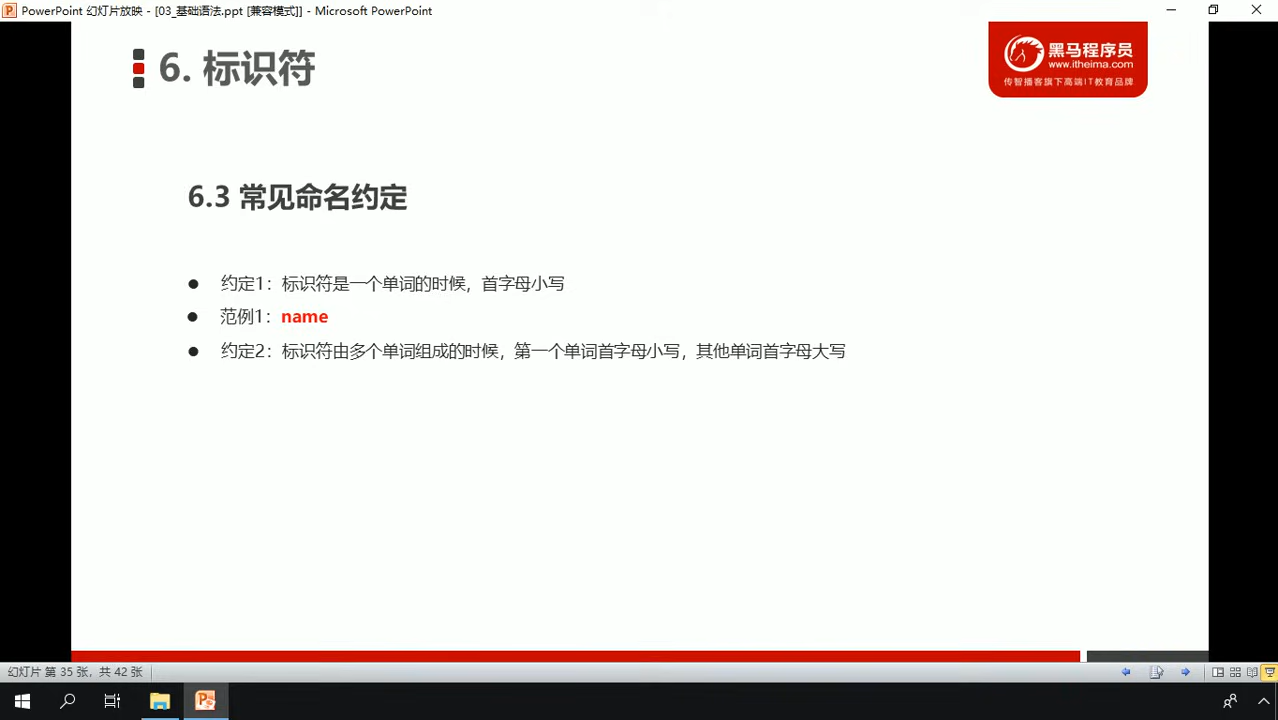 PowerPoint 幻灯片放映 - [03_基础语法.ppt [兼容模式]] - Microsoft PowerPoint
6. 标识符
黑马程序员
www.itheima.com
传智播客旗下高端IT教育品牌
6.3 常见命名约定
● 约定1：标识符是一个单词的时候，首字母小写
● 范例1：name
● 约定2：标识符由多个单词组成的时候，第一个单词首字母小写，其他单词首字母大写
幻灯片 第 35 张，共 42 张